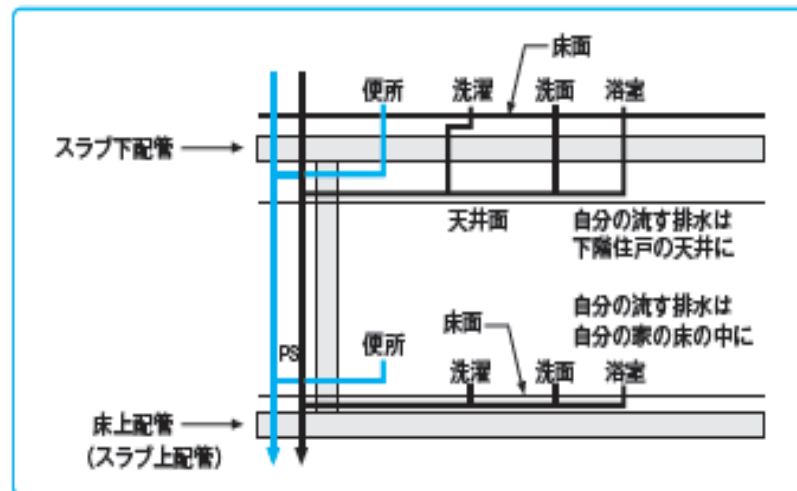 床面
便所
洗濯
洗面
浴室
スラブ下配管
天井面
自分の流す排水は
下階住戸の天井に
自分の流す排水は
自分の家の床の中に
床面
PS
便所
洗濯
洗面
浴室
床上配管
(スラブ上配管)